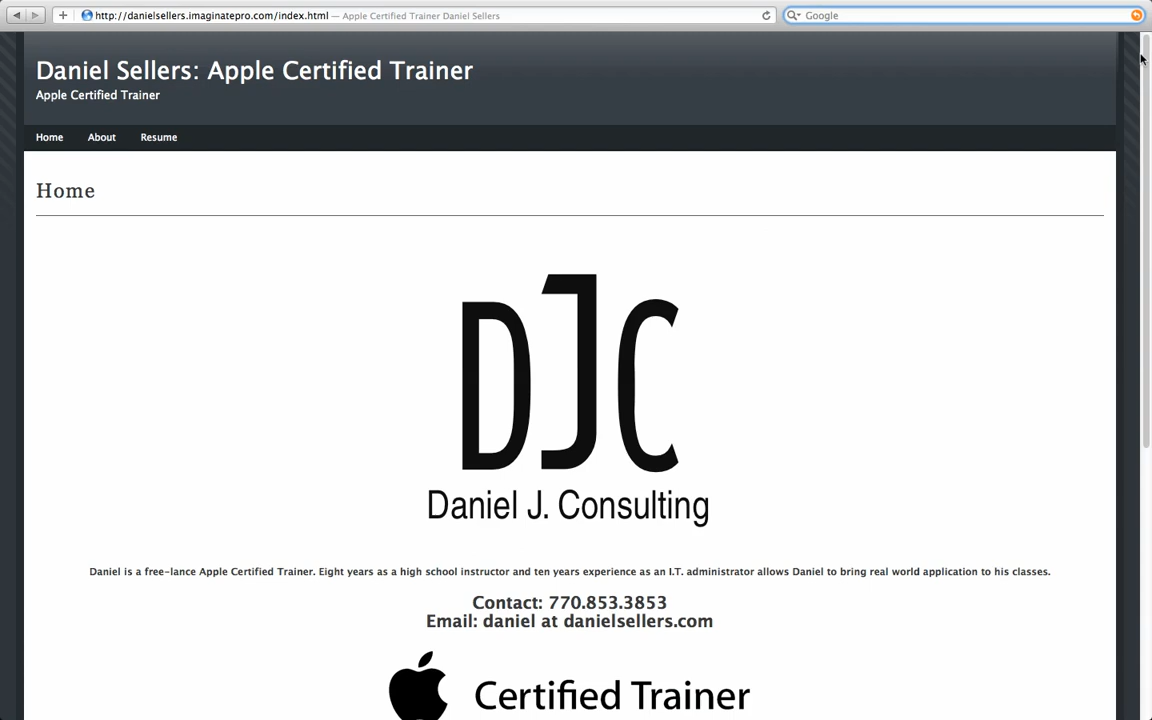 http://danielsellers.imaginatepro.com/index.html — Apple Certified Trainer Daniel Sellers
Google
Daniel Sellers: Apple Certified Trainer
Apple Certified Trainer
Home About Resume
Home
DJC
Daniel J. Consulting
Daniel is a free-lance Apple Certified Trainer. Eight years as a high school instructor and ten years experience as an I.T. administrator allows Daniel to bring real world application to his classes.
Contact: 770.853.3853
Email: daniel at danielsellers.com
Certified Trainer